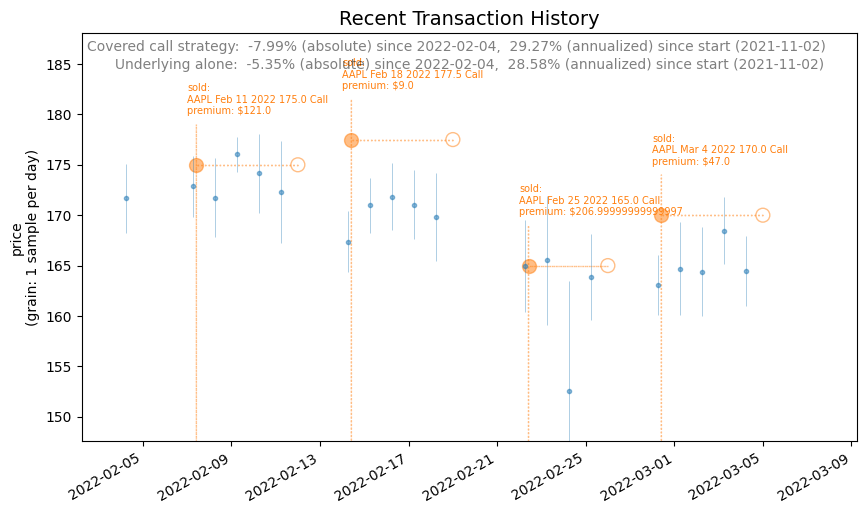 Recent Transaction History
Covered call strategy:  -7.99% (absolute) since 2022-02-04,  29.27% (annualized) since start (2021-11-02)
Underlying alone:  -5.35% (absolute) since 2022-02-04,  28.58% (annualized) since start (2021-11-02)
sold:
AAPL Feb 11 2022 175.0 Call
premium: $121.0
sold:
AAPL Feb 18 2022 177.5 Call
premium: $9.0
sold:
AAPL Feb 25 2022 165.0 Call
premium: $206.99999999999997
sold:
AAPL Mar 4 2022 170.0 Call
premium: $47.0
price
(grain: 1 sample per day)
185
180
175
170
165
160
155
150
2022-02-05
2022-02-09
2022-02-13
2022-02-17
2022-02-21
2022-02-25
2022-03-01
2022-03-05
2022-03-09